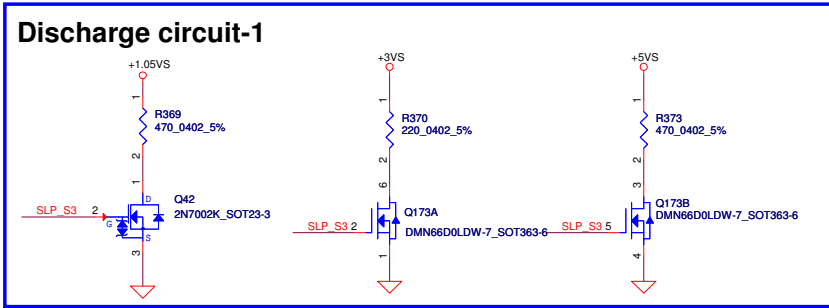 Discharge circuit-1
+1.05VS
+3VS
+5VS
1
1
1
R369
470_0402_5%
R370
220_0402_5%
R373
470_0402_5%
2
2
2
1
6
3
D
Q42
2N7002K_SOT23-3
Q173A
DMN66D0LDW-7_SOT363-6
Q173B
DMN66D0LDW-7_SOT363-6
SLP_S3
2
G
S
SLP_S3
2
SLP_S3
5
3
1
4